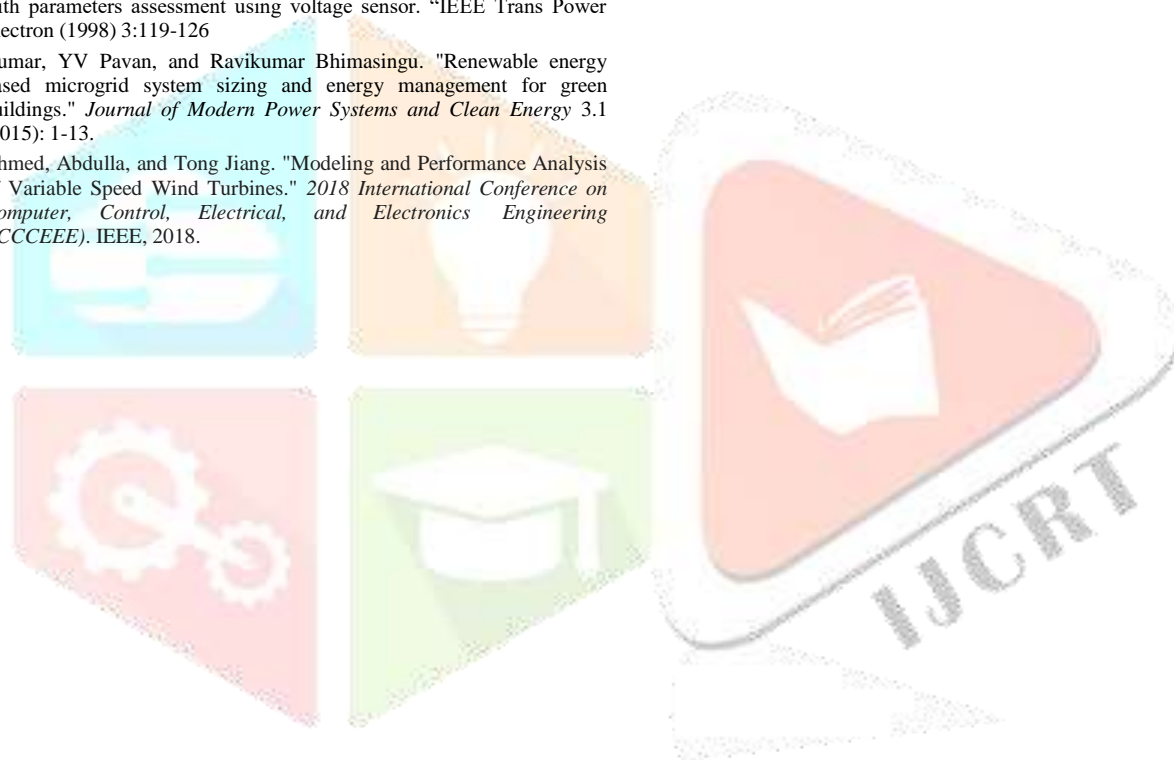 ith parameters assessment using voltage sensor. “IEEE Trans Power
lectron (1998) 3:119-126
umar, YV Pavan, and Ravikumar Bhimasingu. "Renewable energy
ased microgrid system sizing and energy management for green
uildings." Journal of Modern Power Systems and Clean Energy 3.1
015): 1-13.
hmed, Abdulla, and Tong Jiang. "Modeling and Performance Analysis
f Variable Speed Wind Turbines." 2018 International Conference on
omputer, Control, Electrical, and Electronics Engineering
CCCEEE). IEEE, 2018.
IJCRT